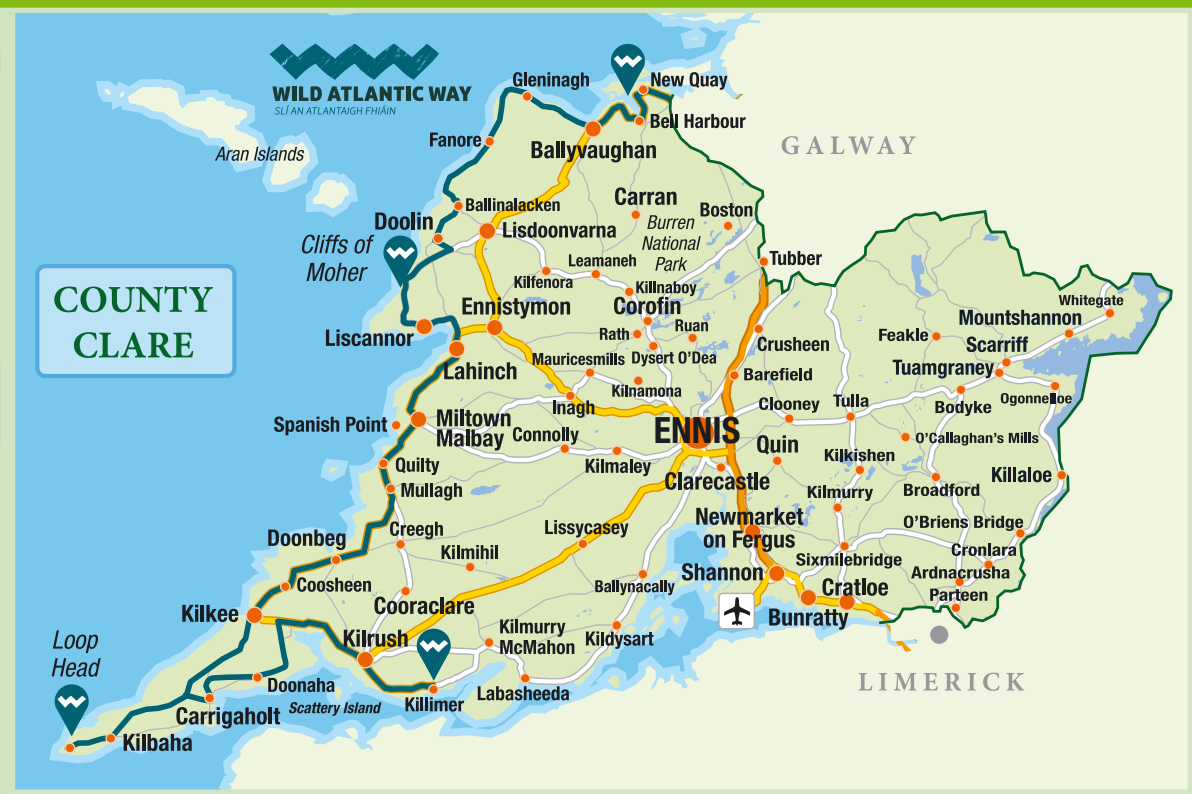 WILD ATLANTIC WAY
SLÍ AN ATLANTAIGH FHIÁIN
COUNTY
CLARE
GALWAY
LIMERICK
Aran Islands
Gleninagh
New Quay
Bell Harbour
Fanore
Ballyvaughan
Ballinalacken
Carran
Boston
Doolin
Lisdoonvarna
Burren
National
Park
Cliffs of
Moher
Leamaneh
Tubber
Kilfenora
Killnaboy
Ennistymon
Corofin
Whitegate
Liscannor
Rath
Ruan
Crusheen
Feakle
Mountshannon
Scarriff
Mauricesmills
Dysert O'Dea
Lahinch
Kilnamona
Barefield
Tuamgraney
Inagh
Clooney
Tulla
Bodyke
Ogonnelloe
Spanish Point
Miltown
Malbay
Connolly
ENNIS
Quin
O'Callaghan's Mills
Quilty
Kilmaley
Clarecastle
Kilkishen
Killaloe
Mullagh
Kilmurry
Broadford
Creegh
Lissycasey
Newmarket
on Fergus
O'Briens Bridge
Doonbeg
Kilmihil
Sixmilebridge
Cronlara
Coosheen
Ballynacally
Shannon
Cratloe
Ardnacrusha
Parteen
Kilkee
Cooraclare
Bunratty
Loop
Head
Kilrush
Kilmurry
McMahon
Kildysart
Doonaha
Scattery Island
Killimer
Labasheeda
Carrigaholt
Kilbaha